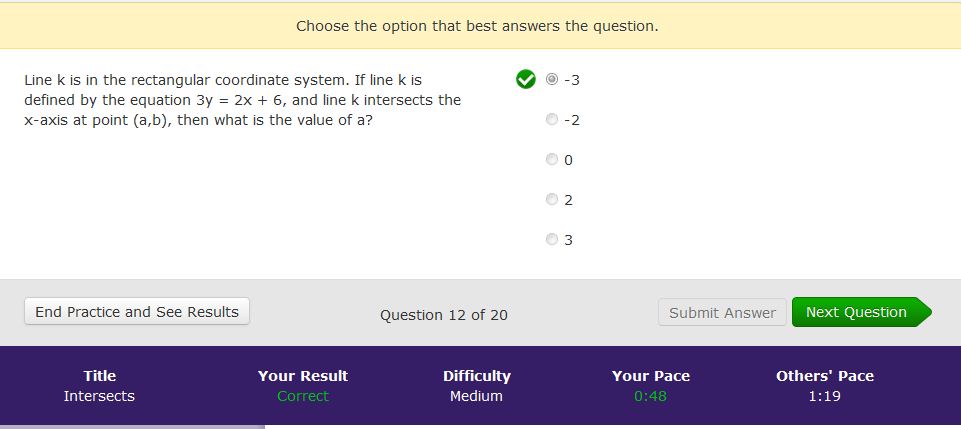 Choose the option that best answers the question.
Line k is in the rectangular coordinate system. If line k is
defined by the equation 3y = 2x + 6, and line k intersects the
x-axis at point (a,b), then what is the value of a?
-3
-2
0
2
3
End Practice and See Results
Question 12 of 20
Submit Answer
Next Question
Title
Your Result
Difficulty
Your Pace
Others' Pace
Intersects
Correct
Medium
0:48
1:19